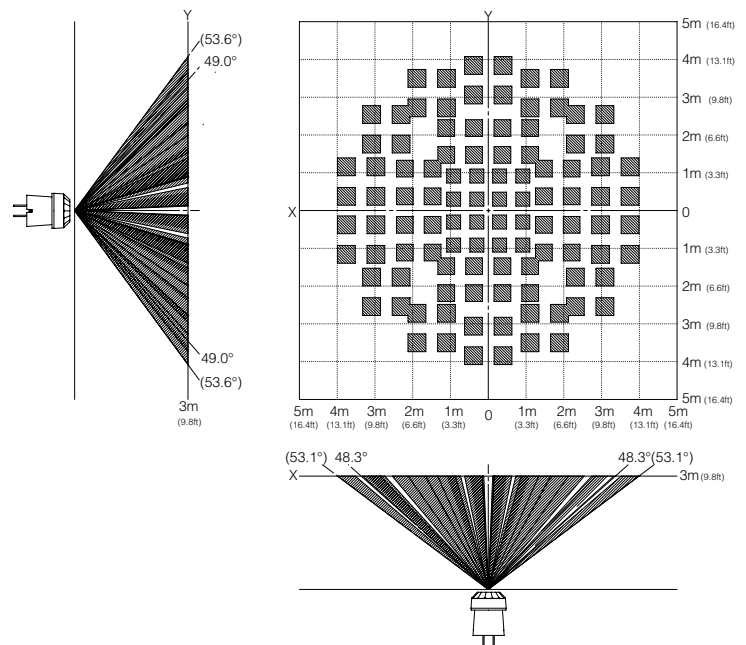 Y
(53.6°)
49.0°
49.0°
(53.6°)
3m
(9.8ft)
Y
X
5m (16.4ft)
4m (13.1ft)
3m (9.8ft)
2m (6.6ft)
1m (3.3ft)
0
1m (3.3ft)
2m (6.6ft)
3m (9.8ft)
4m (13.1ft)
5m (16.4ft)
5m 4m 3m 2m 1m 0 1m 2m 3m 4m 5m
(16.4ft) (13.1ft) (9.8ft) (6.6ft) (3.3ft) (3.3ft) (6.6ft) (9.8ft) (13.1ft) (16.4ft)
(53.1°) 48.3° 48.3° (53.1°)
X 3m (9.8ft)